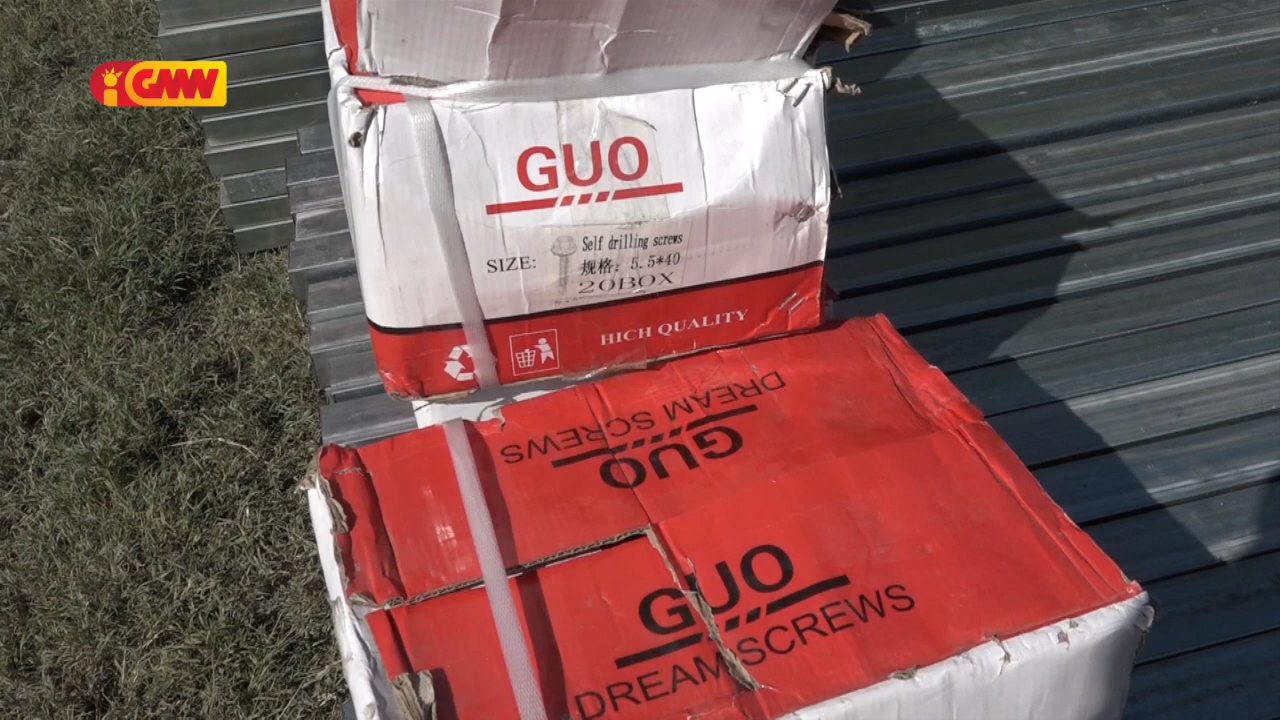 iGMW
GUO
Self drilling screws
SIZE: 规格: 5.5*40
20BOX
HICH QUALITY
DREAM SCREWS
GUO
GUO
DREAM SCREWS